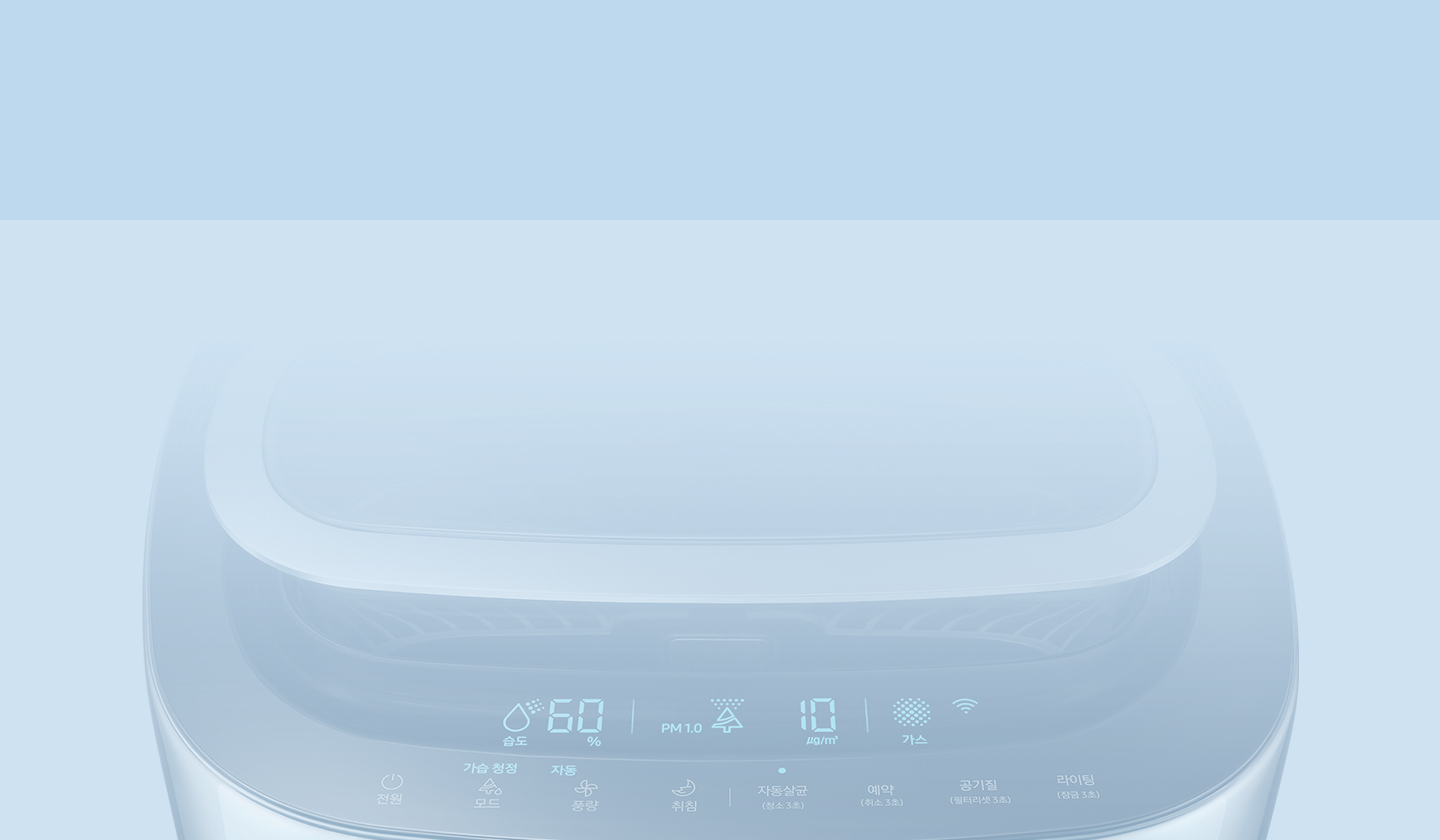 60
습도
%
PM 1.0
10
µg/m³
가스
가습 청정
자동
전원
모드
풍량
취침
자동살균
(청소 3초)
예약
(취소 3초)
공기질
(필터리셋 3초)
라이팅
(잠금 3초)